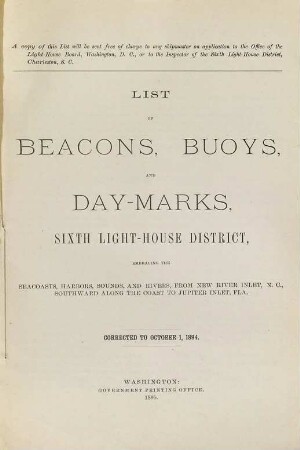 A copy of this List will be sent free of charge to any shipmaster on application to the Office of the
Light-House Board, Washington, D. C., or to the Inspector of the Sixth Light-House District,
Charleston, S. C.
LIST
OF
BEACONS, BUOYS,
AND
DAY-MARKS,
SIXTH LIGHT-HOUSE DISTRICT,
EMBRACING THE
SEACOASTS, HARBORS, SOUNDS, AND RIVERS, FROM NEW RIVER INLET, N. C.,
SOUTHWARD ALONG THE COAST TO JUPITER INLET, FLA.
CORRECTED TO OCTOBER 1, 1884.
WASHINGTON:
GOVERNMENT PRINTING OFFICE.